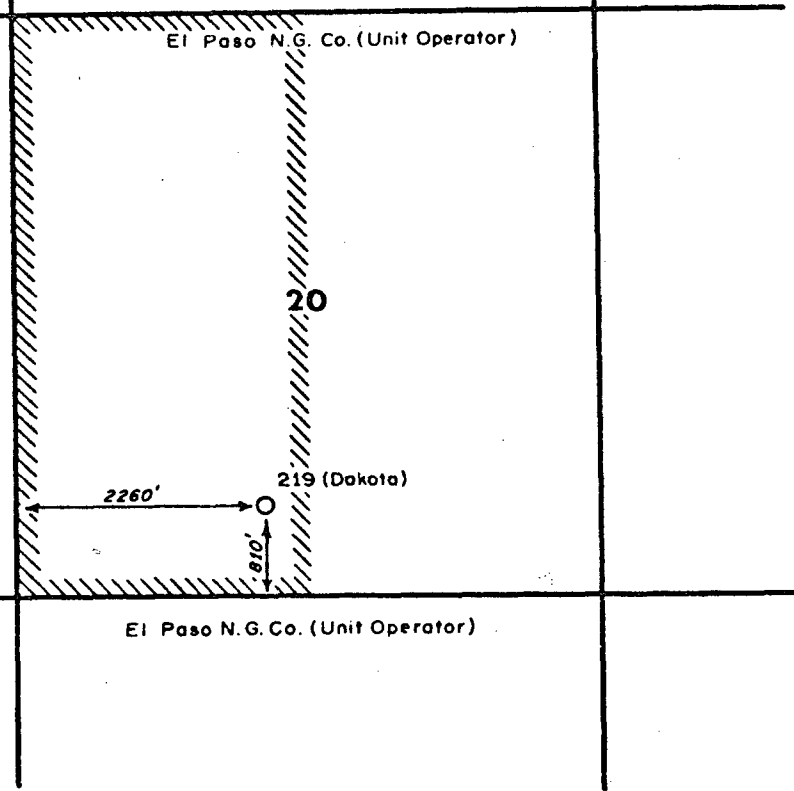 El Paso N.G. Co. (Unit Operator)
20
219 (Dakota)
2260'
810'
El Paso N.G.Co. (Unit Operator)